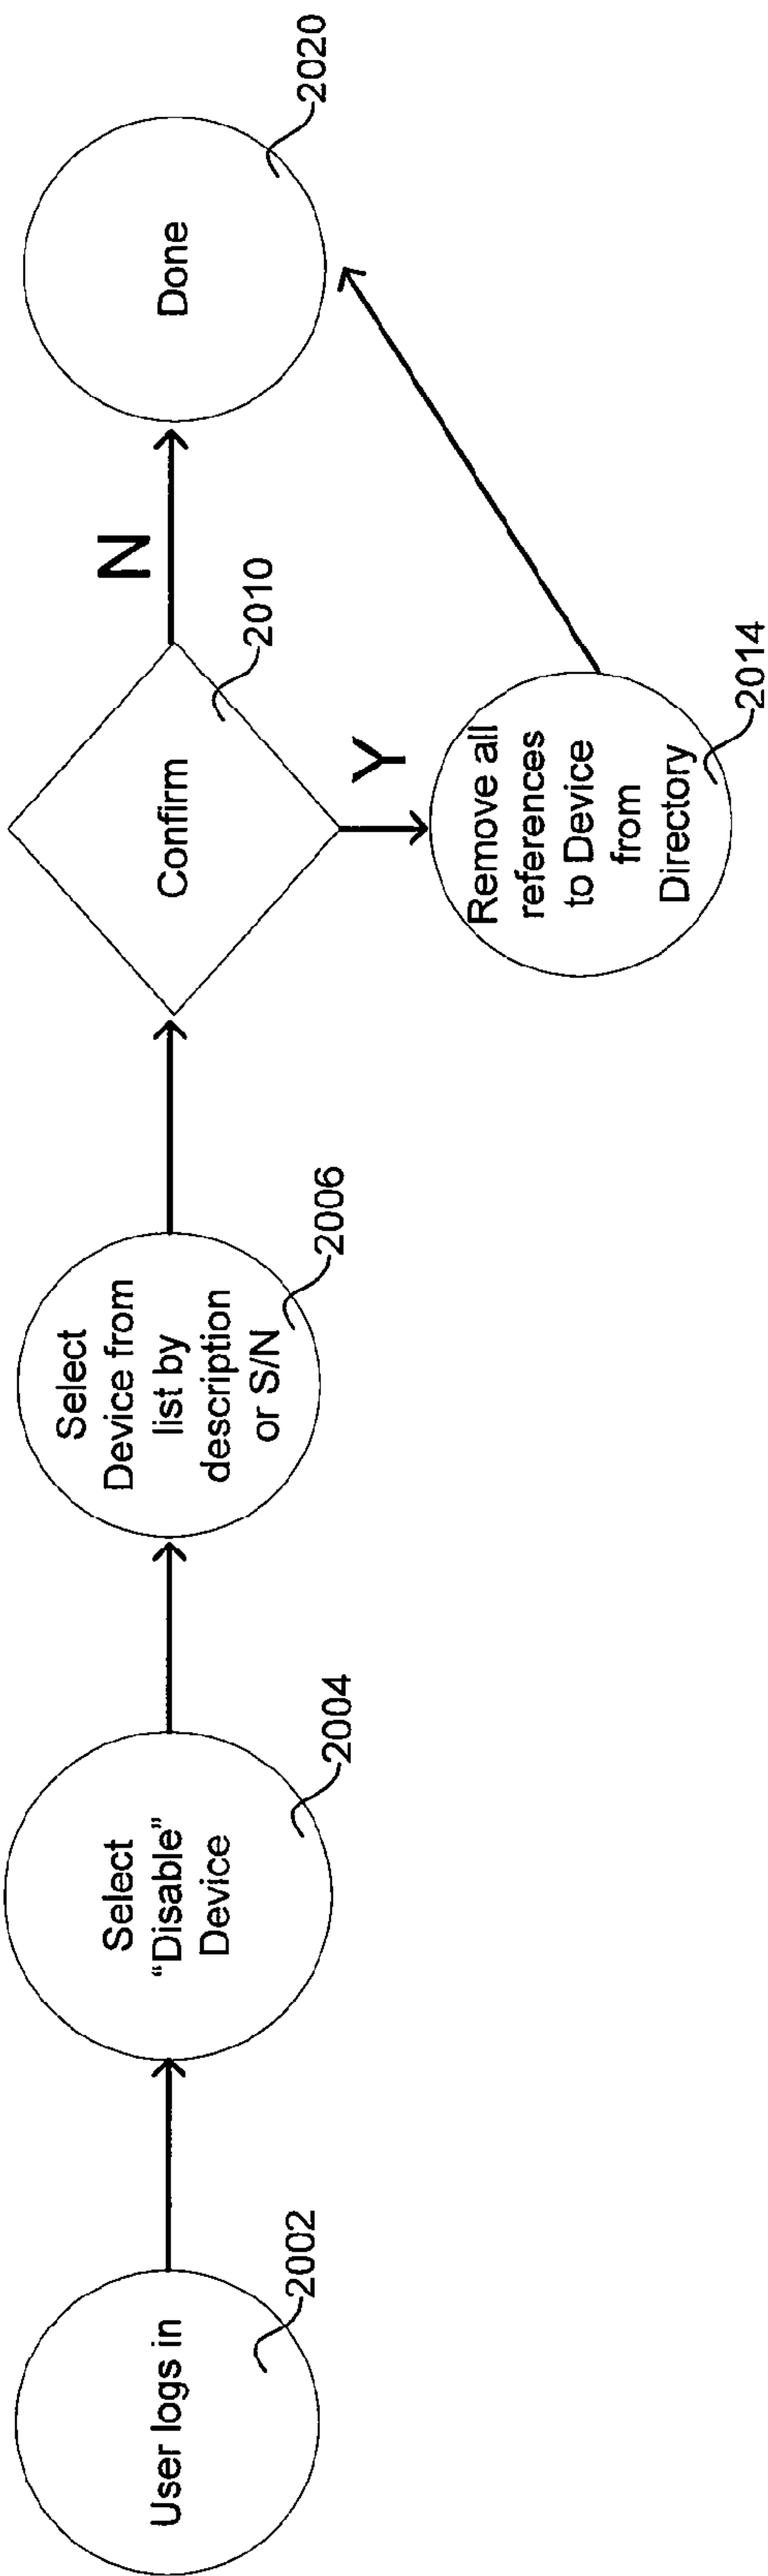 User logs in
2002
Select
“Disable”
Device
2004
Select
Device from
list by
description
or S/N
2006
Confirm
2010
N
Y
Remove all
references
to Device
from
Directory
2014
Done
2020